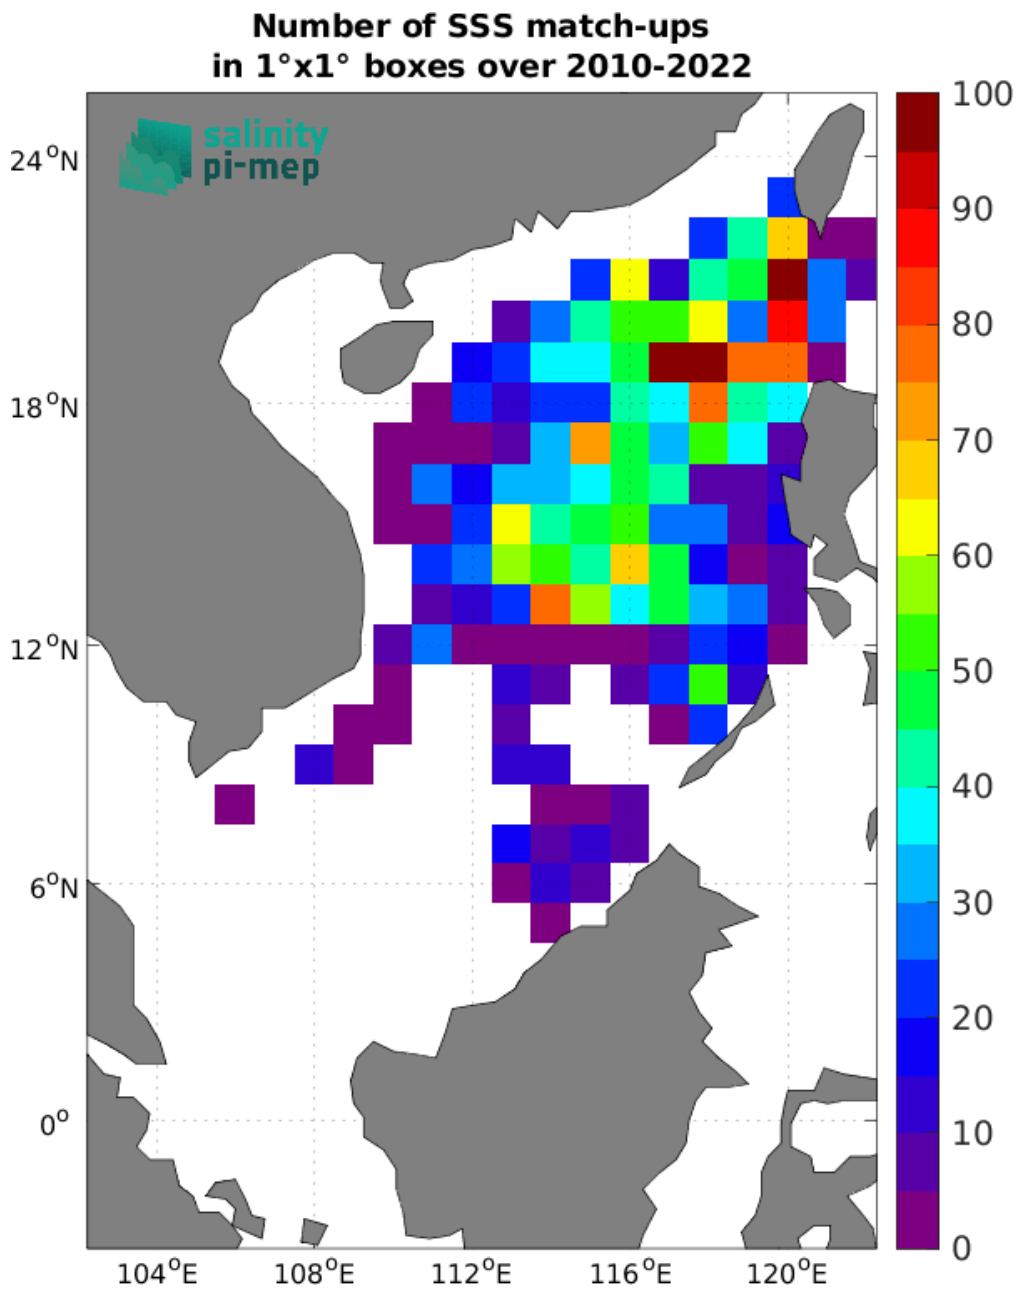 Number of SSS match-ups
in 1°x1° boxes over 2010-2022
salinity
pi-mep
24°N
18°N
12°N
6°N
0°
104°E 108°E 112°E 116°E 120°E
100
90
80
70
60
50
40
30
20
10
0